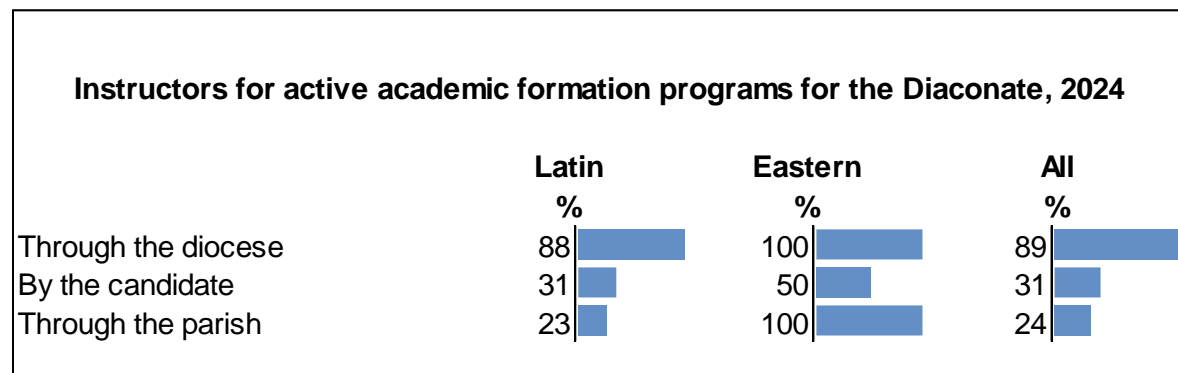 Instructors for active academic formation programs for the Diaconate, 2024
Latin Eastern All
% % %
Through the diocese 88 100 89
By the candidate 31 50 31
Through the parish 23 100 24